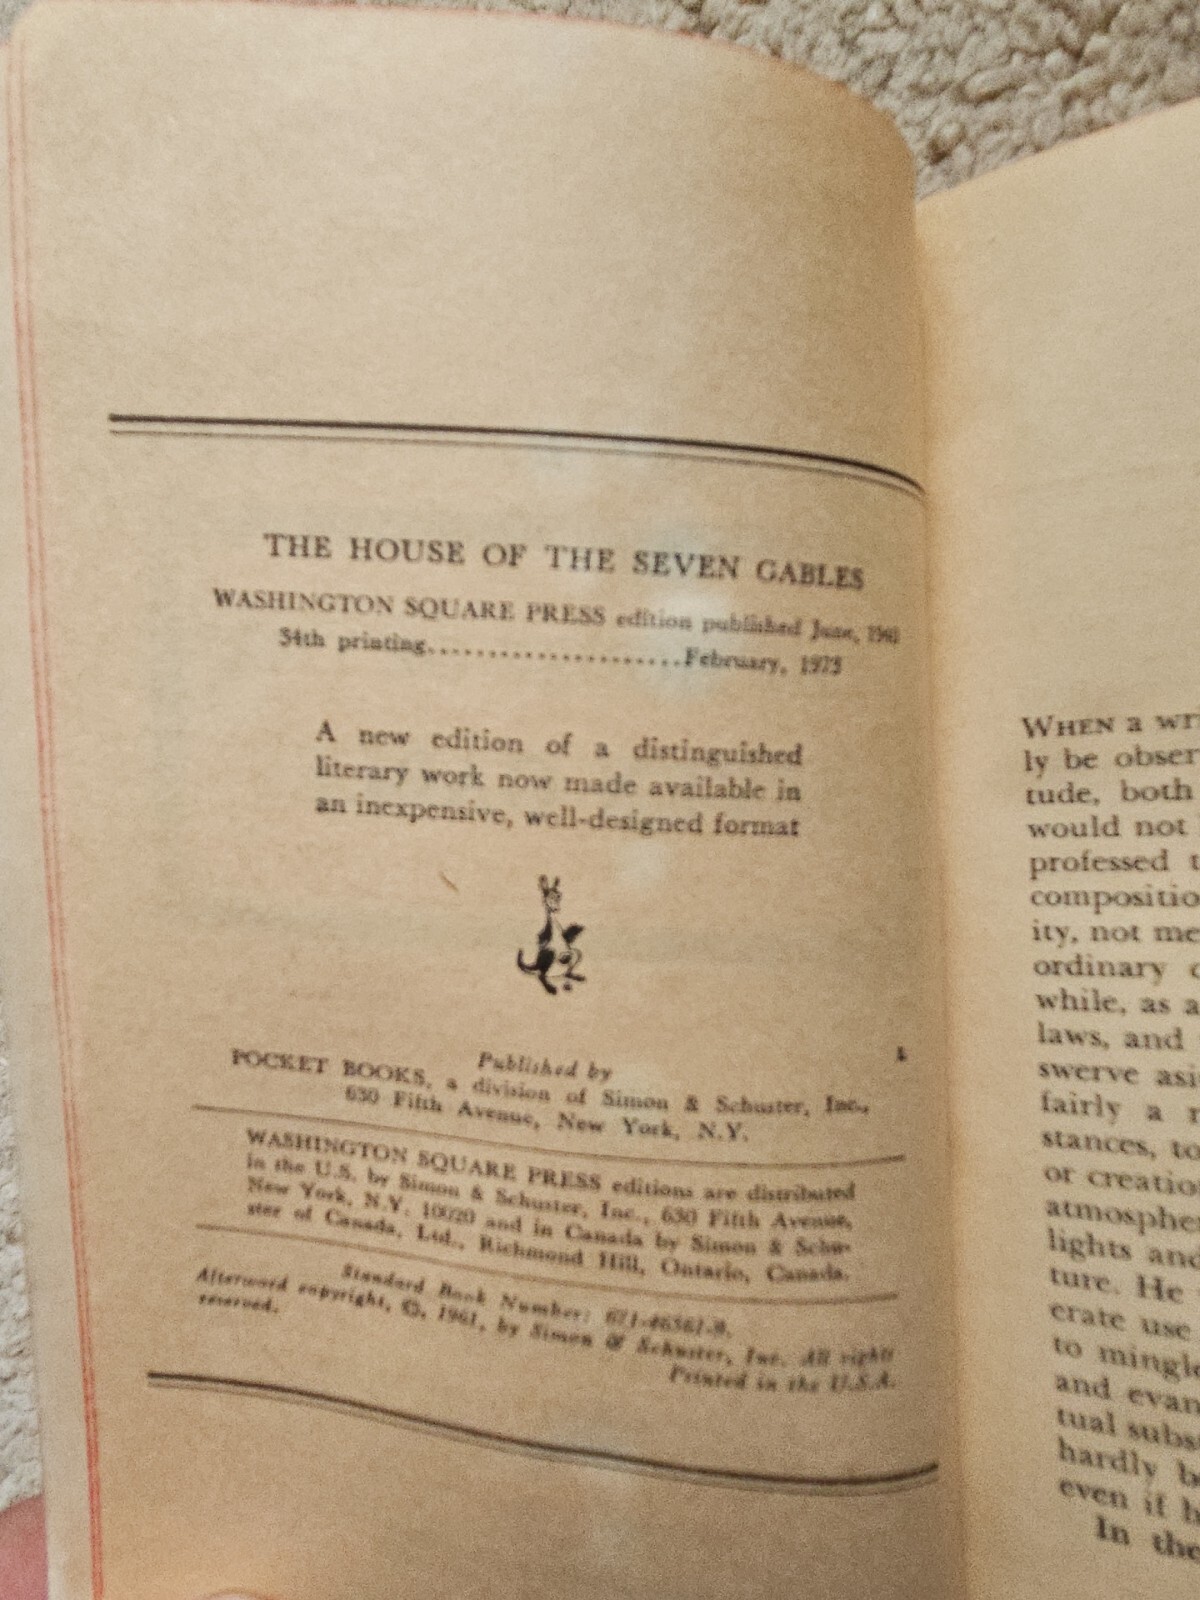 THE HOUSE OF THE SEVEN GABLES
WASHINGTON SQUARE PRESS edition published June, 1961
34th printing......................February, 1973
A new edition of a distinguished
literary work now made available in
an inexpensive, well-designed format
L
Published by
POCKET BOOKS, a division of Simon & Schuster, Inc.,
630 Fifth Avenue, New York, N.Y.
WASHINGTON SQUARE PRESS editions are distributed
in the U.S. by Simon & Schuster, Inc., 630 Fifth Avenue,
New York, N.Y. 10020 and in Canada by Simon & Schu-
ster of Canada, Ltd., Richmond Hill, Ontario, Canada.
Standard Book Number:
Afterword copyright, ©, 1961, by Simon & Schuster, Inc. All rights
reserved.
Printed in the U.S.A.
WHEN a wr
ly be obser
tude, both
would not
professed t
compositio
ity, not me
ordinary c
while, as a
laws, and
swerve asi
fairly a r
stances, to
or creatio
atmospher
lights and
ture. He
erate use
to mingle
and evan
tual subs
hardly b
even if h
In the